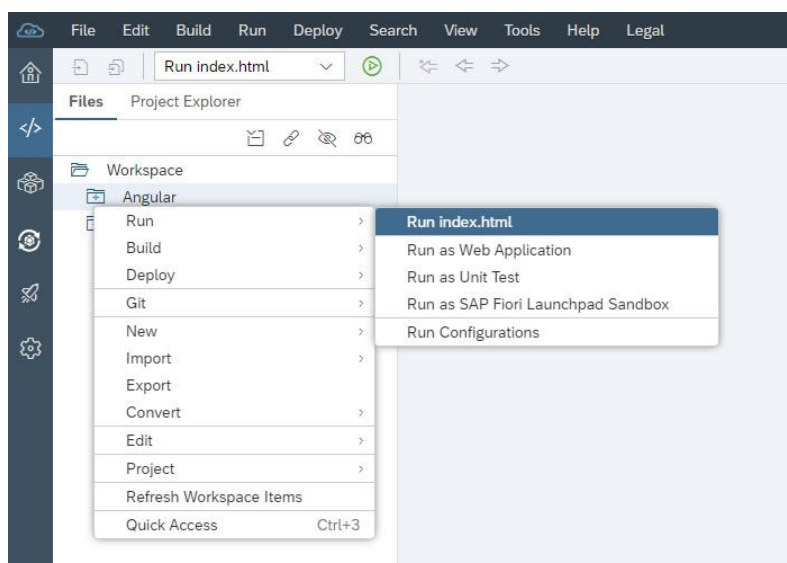 File Edit Build Run Deploy Search View Tools Help Legal
Run index.html
Files Project Explorer
Workspace
Angular
Run
Build
Deploy
Git
New
Import
Export
Convert
Edit
Project
Refresh Workspace Items
Quick Access Ctrl+3
Run index.html
Run as Web Application
Run as Unit Test
Run as SAP Fiori Launchpad Sandbox
Run Configurations